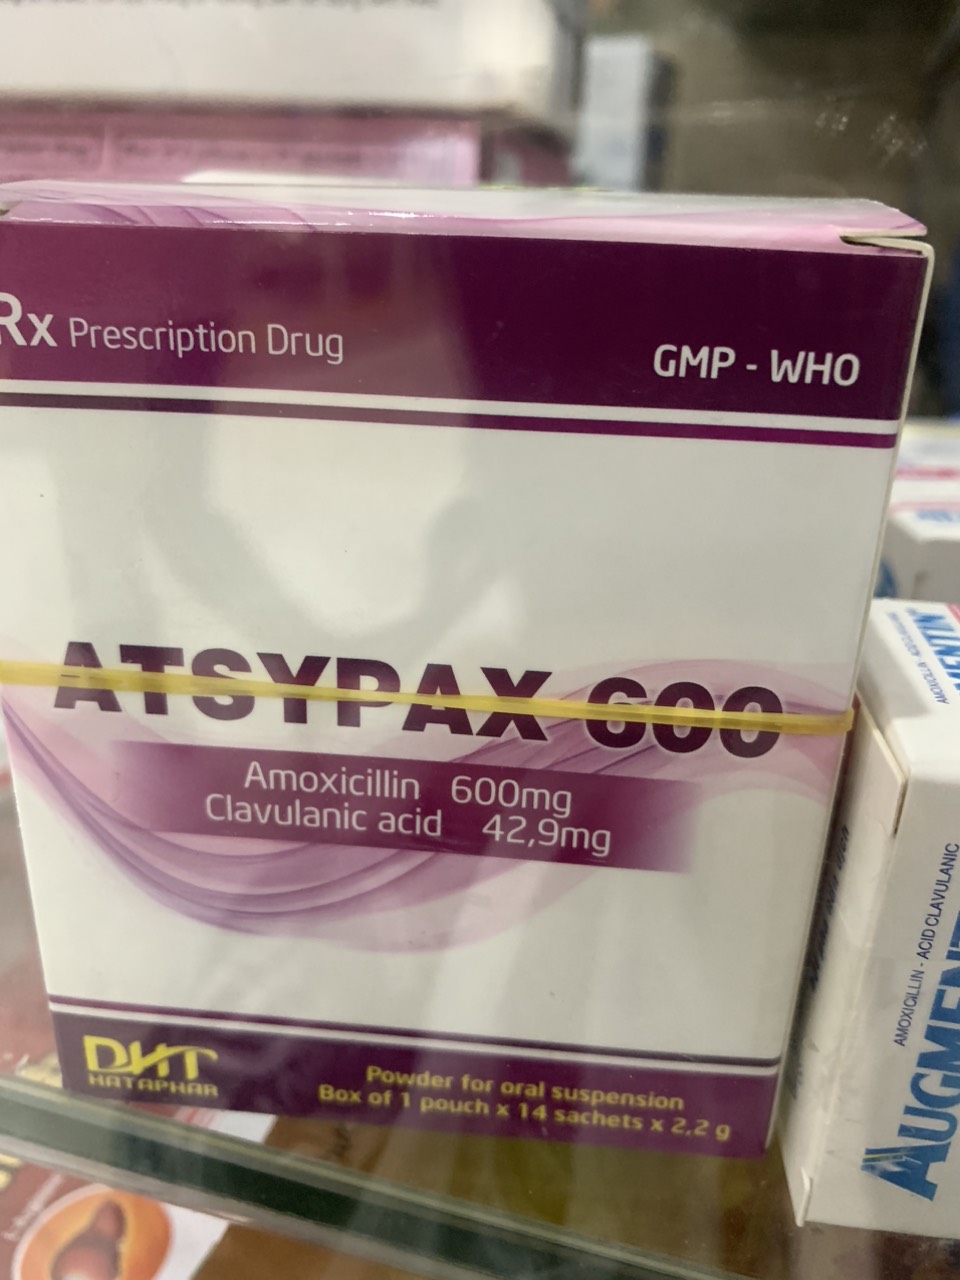 Rx Prescription Drug
GMP - WHO
ATSYPAX 600
Amoxicillin 600mg
Clavulanic acid 42,9mg
DHT
HATAPHAR
Powder for oral suspension
Box of 1 pouch x 14 sachets x 2,2 g
AMOXICILLIN - ACID CLAVULANIC
AUGMENT